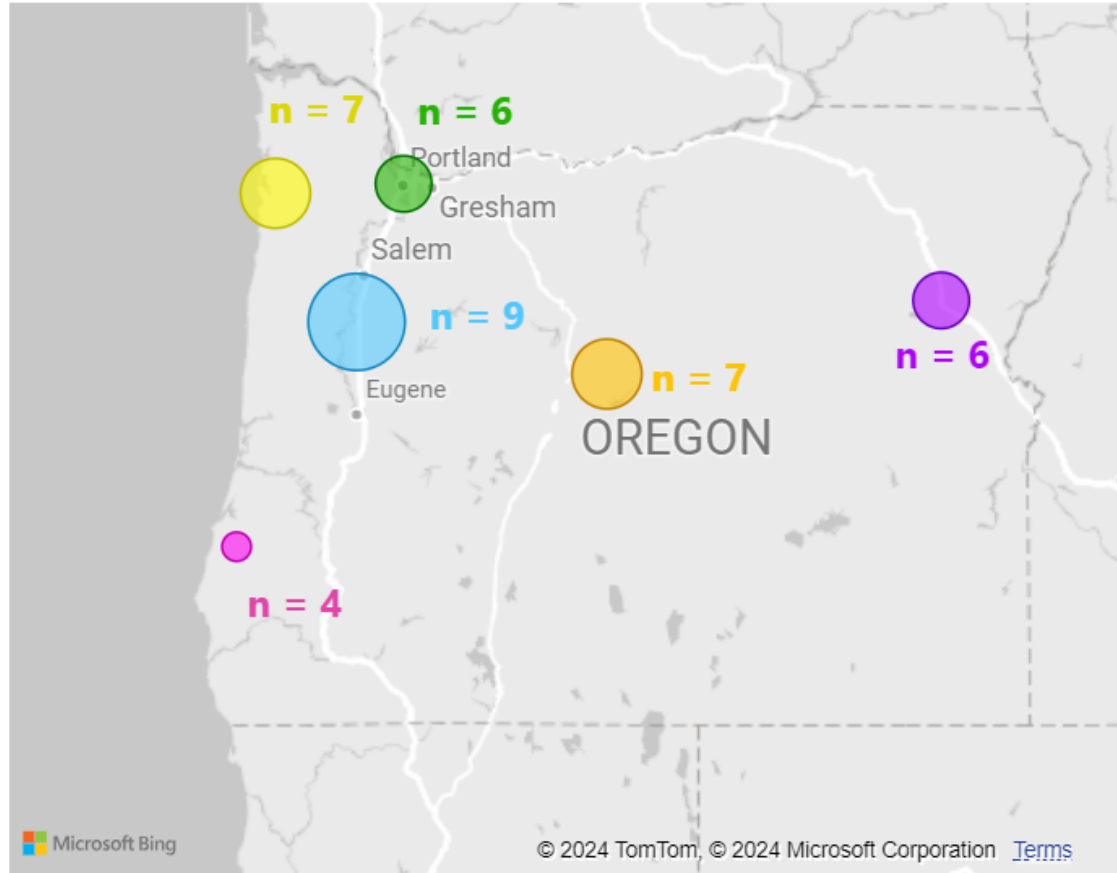 n = 7
n = 6
Portland
Gresham
Salem
n = 9
n = 6
Eugene
n = 7
OREGON
n = 4
Microsoft Bing
© 2024 TomTom, © 2024 Microsoft Corporation Terms